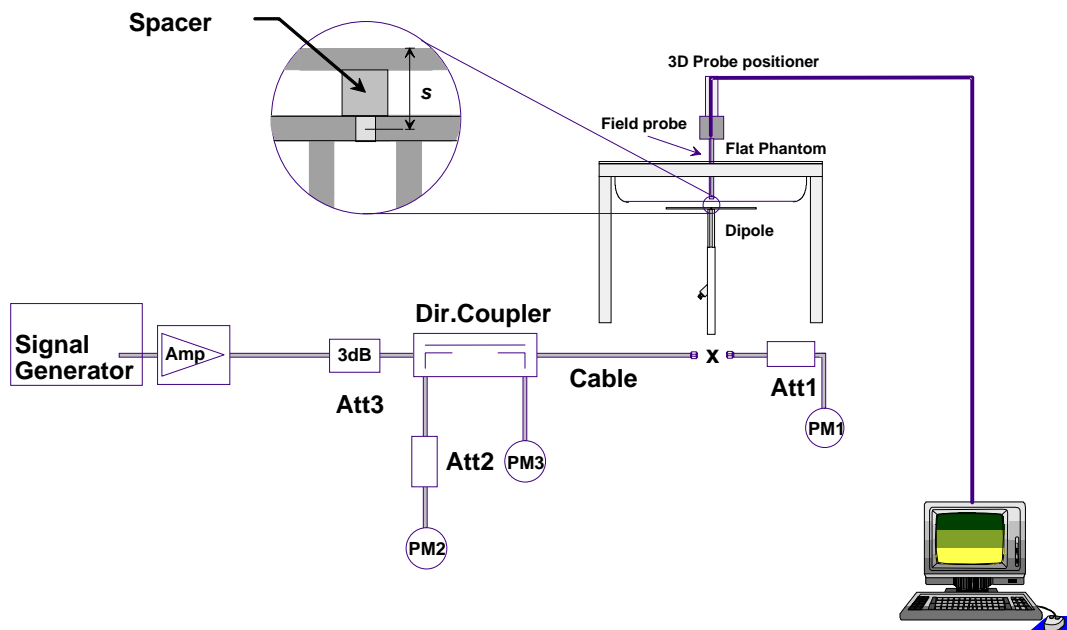 Spacer
s
3D Probe positioner
Field probe
Flat Phantom
Dipole
Signal
Generator
Amp
3dB
Att3
Dir.Coupler
Cable
x
Att1
PM1
Att2
PM3
PM2